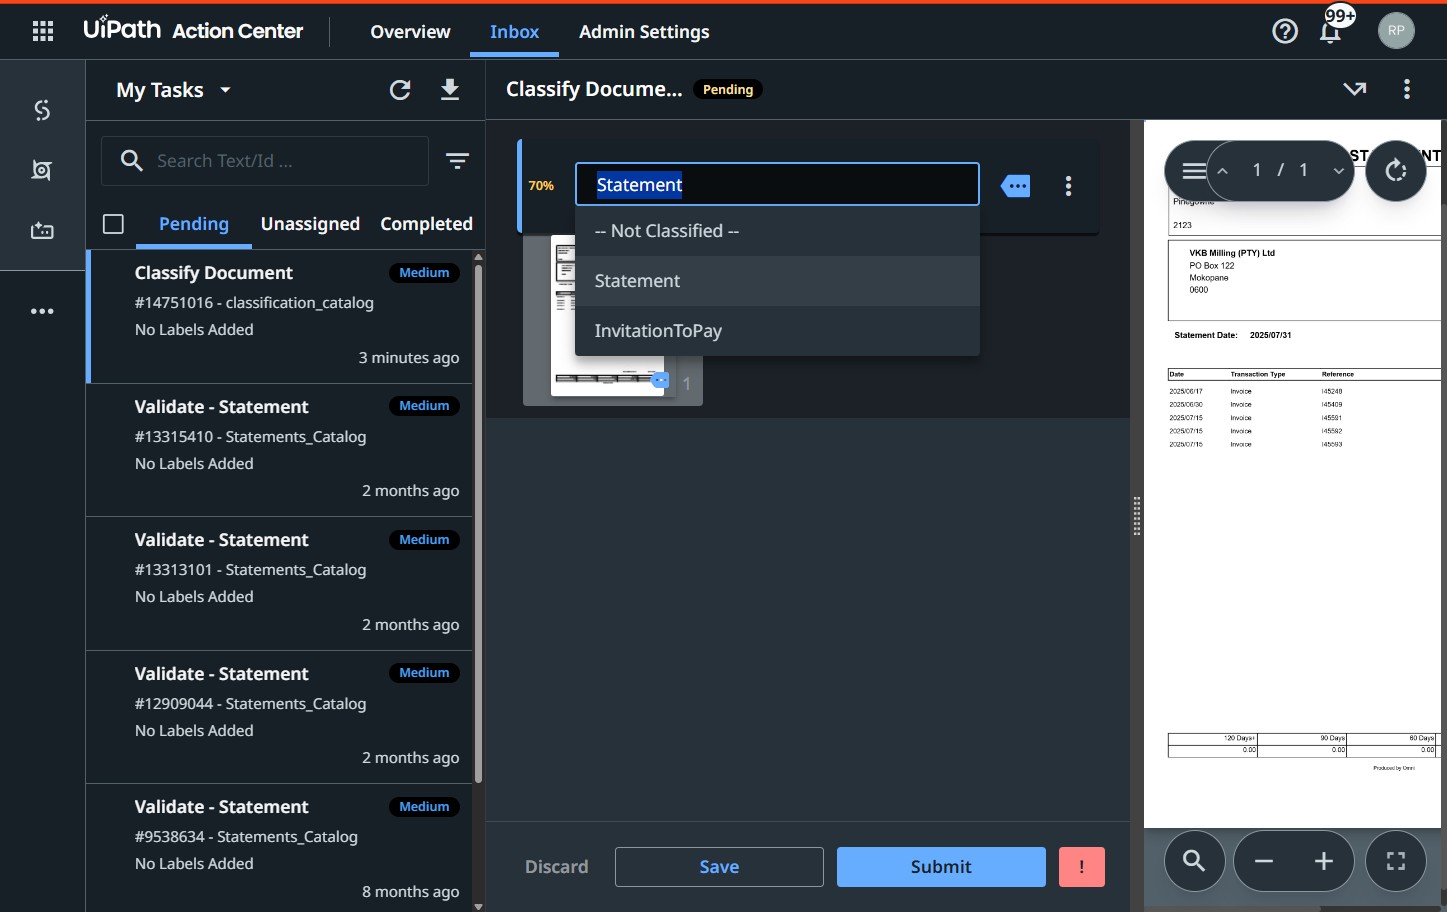 UiPath Action Center
Overview
Inbox
Admin Settings
99+
RP
My Tasks
Search Text/Id ...
Pending
Unassigned
Completed
Classify Document
Medium
#14751016 - classification_catalog
No Labels Added
3 minutes ago
Validate - Statement
Medium
#13315410 - Statements_Catalog
No Labels Added
2 months ago
Validate - Statement
Medium
#13313101 - Statements_Catalog
No Labels Added
2 months ago
Validate - Statement
Medium
#12909044 - Statements_Catalog
No Labels Added
2 months ago
Validate - Statement
Medium
#9538634 - Statements_Catalog
No Labels Added
8 months ago
Classify Docume...
Pending
70%
Statement
-- Not Classified --
Statement
InvitationToPay
1
Discard
Save
Submit
!
1 / 1
2123
VKB Milling (PTY) Ltd
PO Box 122
Mokopane
0600
Statement Date: 2025/07/31
Date Transaction Type Reference
2025/06/17 Invoice I45248
2025/06/30 Invoice I45409
2025/07/15 Invoice I45591
2025/07/15 Invoice I45592
2025/07/15 Invoice I45593
120 Days+ 90 Days 60 Days
0.00 0.00 0.00
Produced by Omni